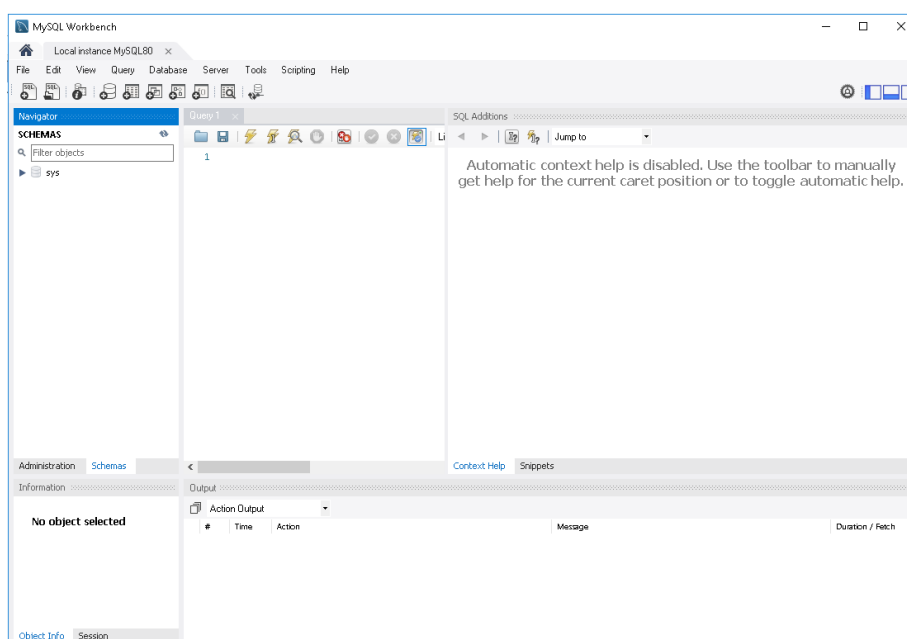 MySQL Workbench
Local instance MySQL80
File Edit View Query Database Server Tools Scripting Help
Navigator
SCHEMAS
Filter objects
sys
Query 1
1
SQL Additions
Jump to
Automatic context help is disabled. Use the toolbar to manually
get help for the current caret position or to toggle automatic help.
Administration Schemas
Context Help Snippets
Information
No object selected
Object Info Session
Output
Action Output
# Time Action Message Duration / Fetch